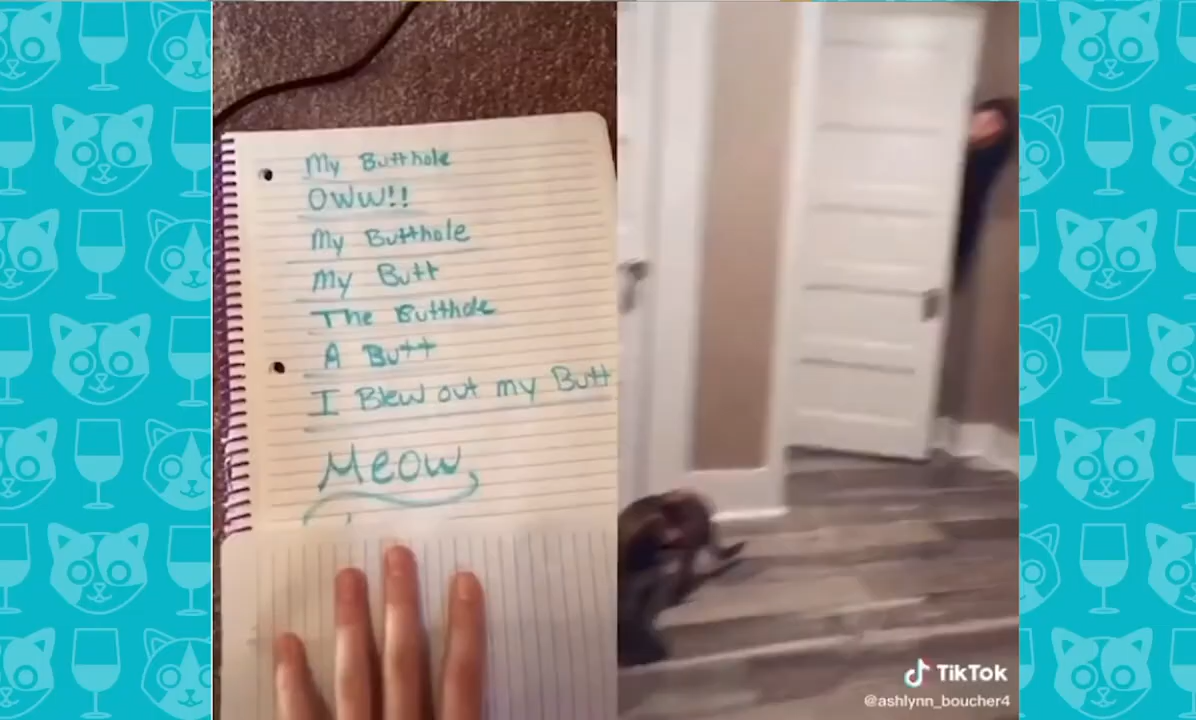 My Butthole
Oww!!
My Butthole
My Butt
The Butthole
A Butt
I Blew out my Butt
Meow,
TikTok
@ashlynn_boucher4